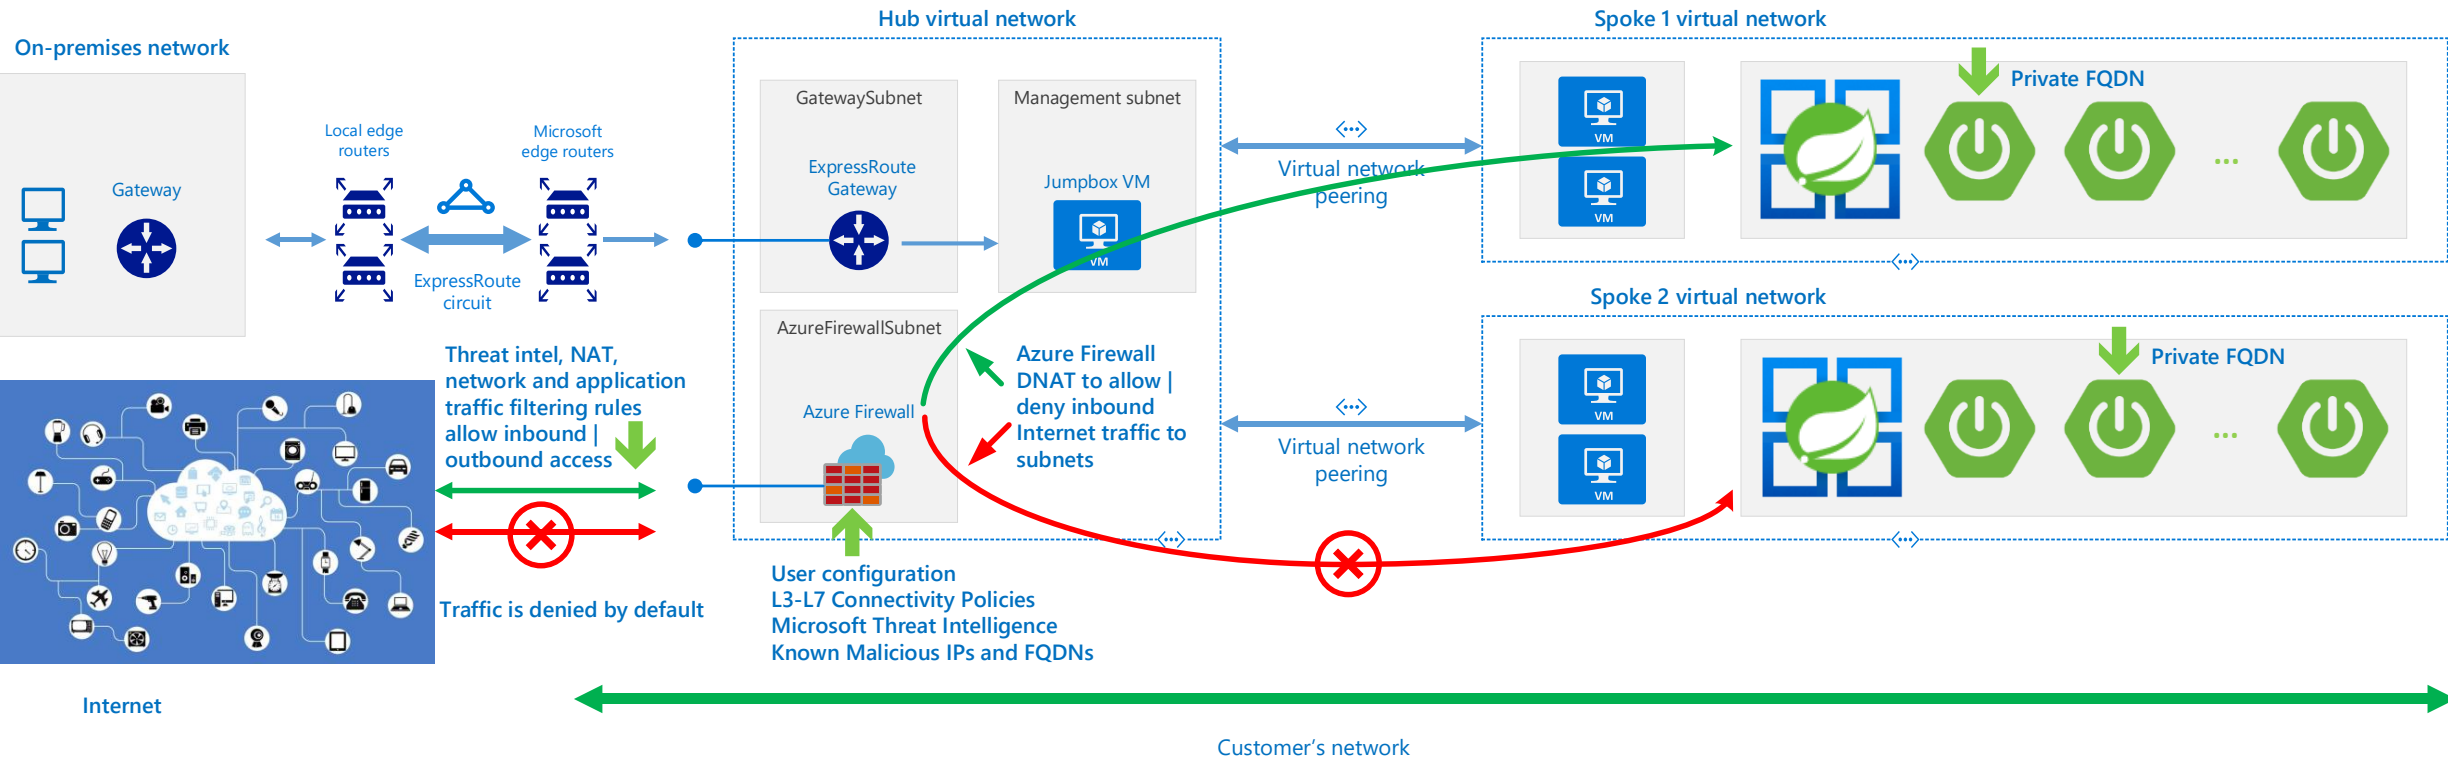 Hub virtual network
Spoke 1 virtual network
On-premises network
GatewaySubnet
Management subnet
Private FQDN
VM
Local edge
routers
Microsoft
edge routers
Gateway
ExpressRoute
Gateway
Jumpbox VM
VM
Virtual network
peering
VM
ExpressRoute
circuit
Spoke 2 virtual network
AzureFirewallSubnet
Threat intel, NAT,
network and application
traffic filtering rules
allow inbound |
outbound access
Azure Firewall
DNAT to allow |
deny inbound
Internet traffic to
subnets
Azure Firewall
Private FQDN
VM
Virtual network
peering
VM
User configuration
L3-L7 Connectivity Policies
Microsoft Threat Intelligence
Known Malicious IPs and FQDNs
Traffic is denied by default
Internet
Customer's network